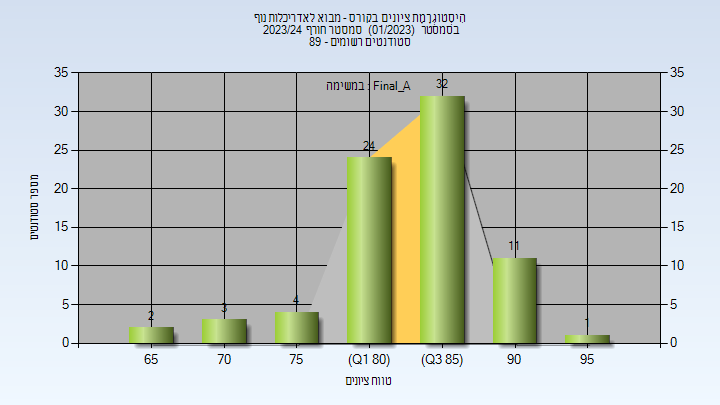 הִיסְטוֹגְרָמַת ציונים בקורס - מבוא לאדריכלות נוף
בסמסטר (01/2023) סמסטר חורף 2023/24
סטודנטים רשומים - 89
במשימה : Final_A
מספר סטודנטים
35 35
30 30
25 25
20 20
15 15
10 10
5 5
0 0
2 3 4 24 32 11 1
65 70 75 (Q1 80) (Q3 85) 90 95
טווח ציונים